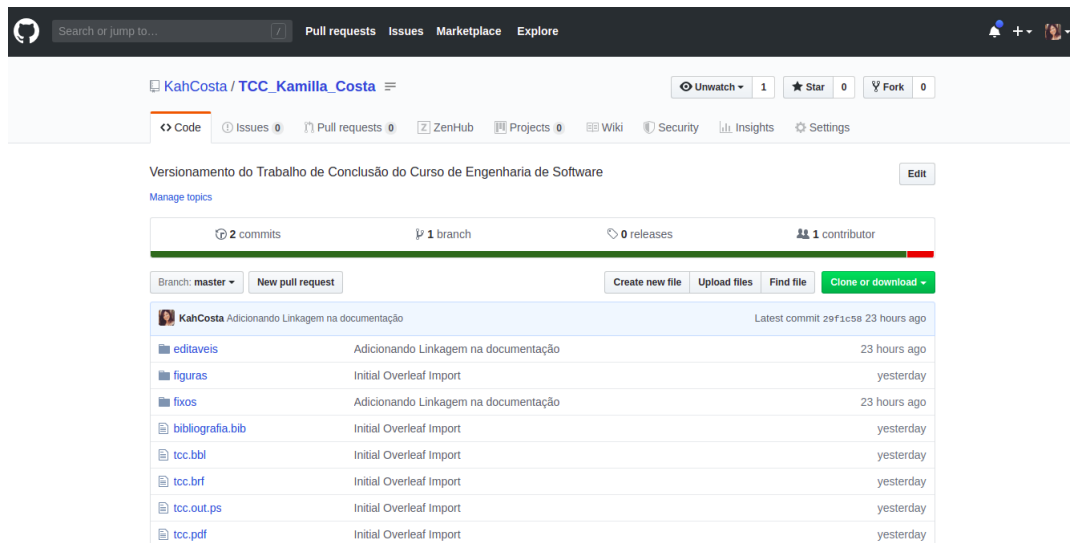 Search or jump to... / Pull requests Issues Marketplace Explore
KahCosta / TCC_Kamilla_Costa Unwatch 1 Star 0 Fork 0
Code Issues 0 Pull requests 0 ZenHub Projects 0 Wiki Security Insights Settings
Versionamento do Trabalho de Conclusão do Curso de Engenharia de Software Edit
Manage topics
2 commits 1 branch 0 releases 1 contributor
Branch: master New pull request Create new file Upload files Find file Clone or download
KahCosta Adicionando Linkagem na documentação Latest commit 29f1c58 23 hours ago
editaveis Adicionando Linkagem na documentação 23 hours ago
figuras Initial Overleaf Import yesterday
fixos Adicionando Linkagem na documentação 23 hours ago
bibliografia.bib Initial Overleaf Import yesterday
tcc.bbl Initial Overleaf Import yesterday
tcc.brf Initial Overleaf Import yesterday
tcc.out.ps Initial Overleaf Import yesterday
tcc.pdf Initial Overleaf Import yesterday